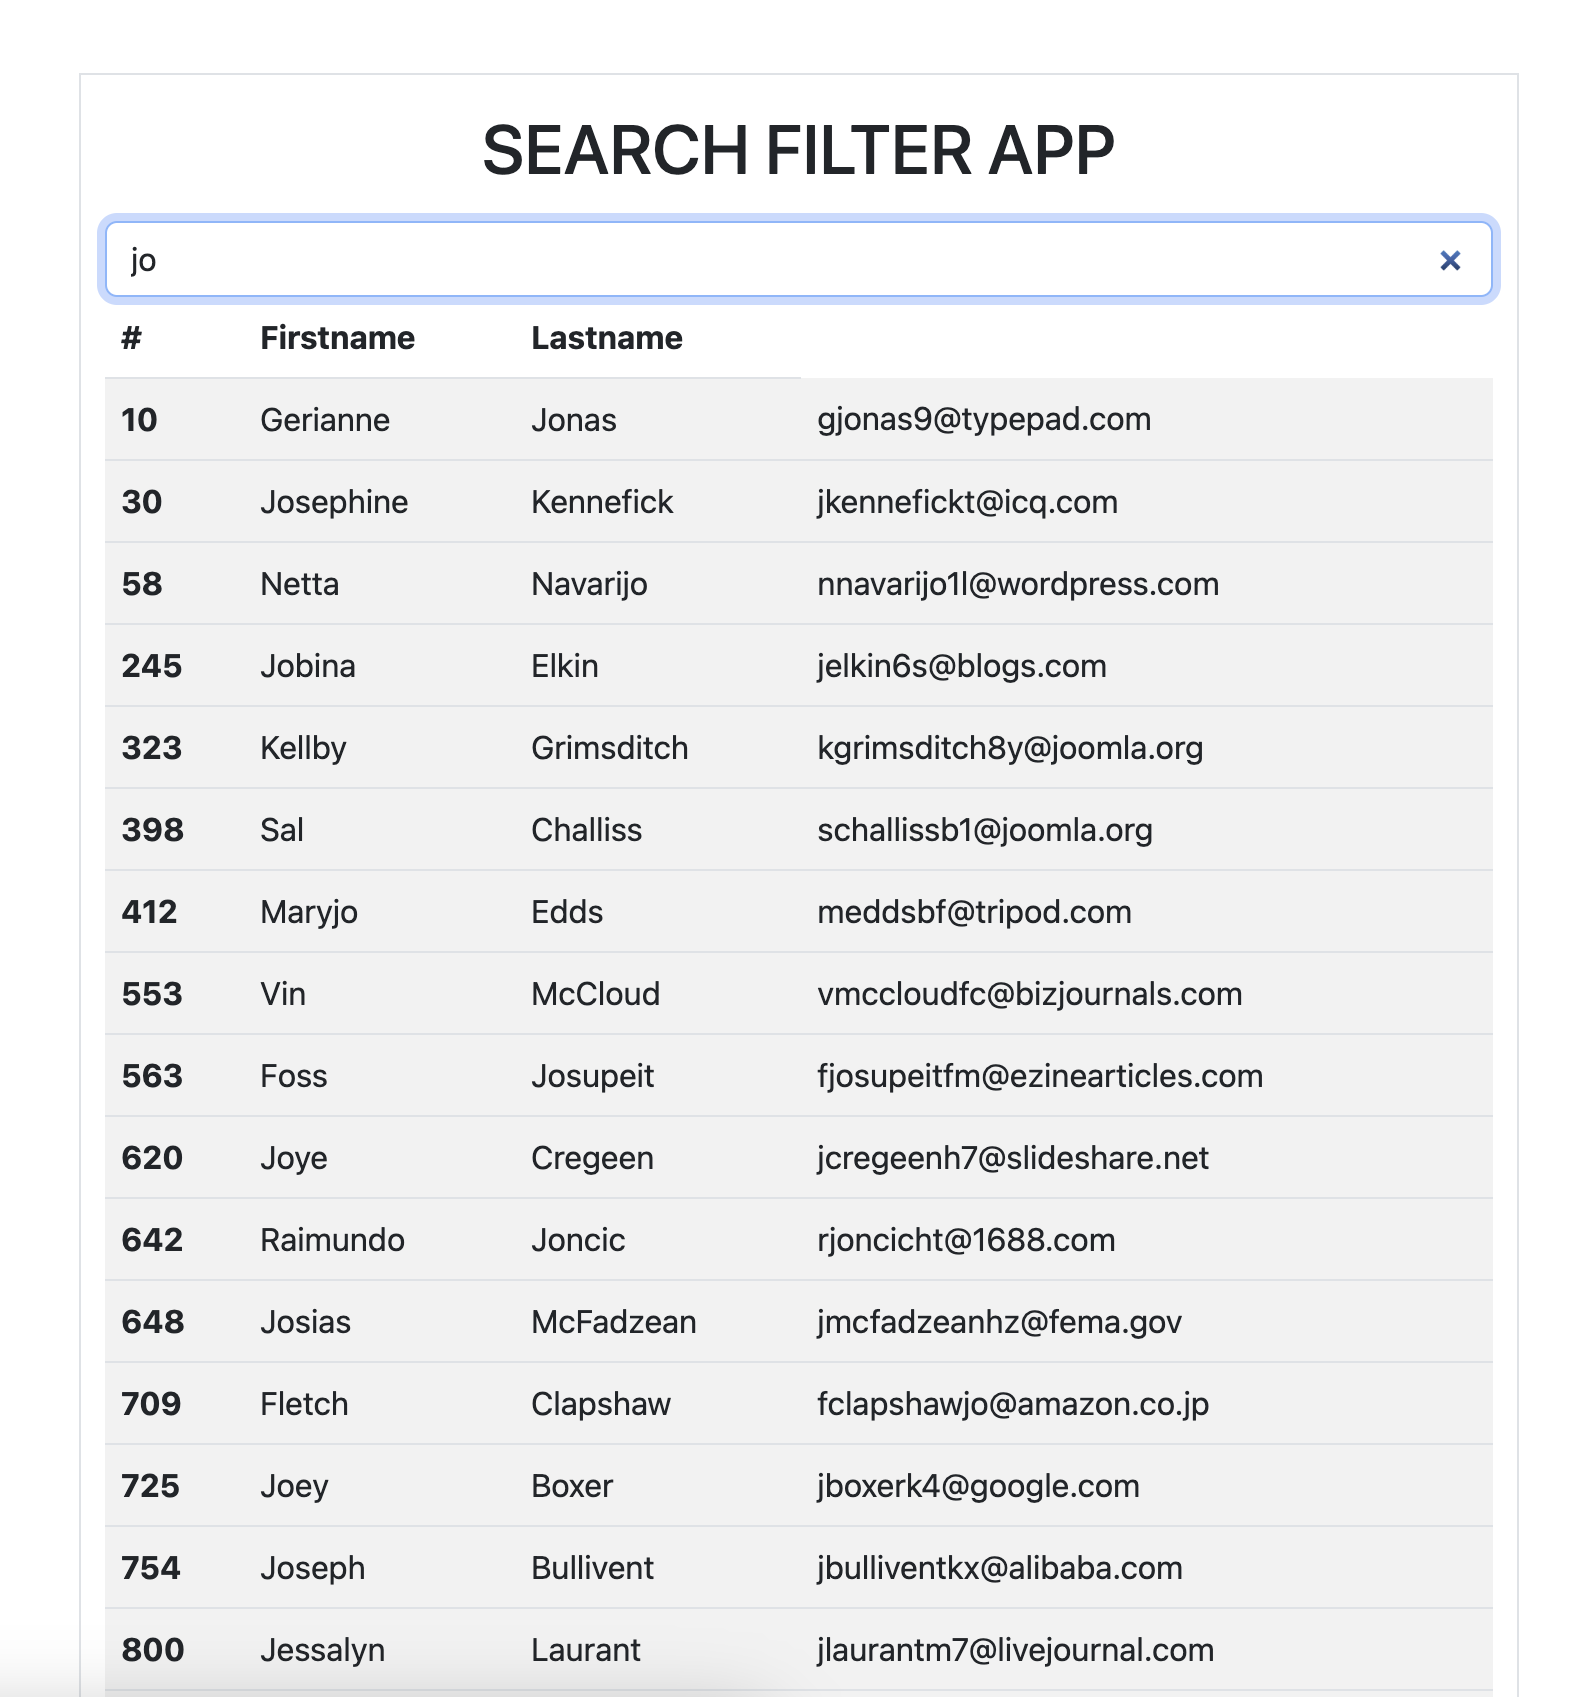 SEARCH FILTER APP
jo
# Firstname Lastname
10 Gerianne Jonas gjonas9@typepad.com
30 Josephine Kennefick jkennefickt@icq.com
58 Netta Navarijo nnavarijo1l@wordpress.com
245 Jobina Elkin jelkin6s@blogs.com
323 Kellby Grimsditch kgrimsditch8y@joomla.org
398 Sal Challiss schallissb1@joomla.org
412 Maryjo Edds meddsbf@tripod.com
553 Vin McCloud vmccloudfc@bizjournals.com
563 Foss Josupeit fjosupeitfm@ezinearticles.com
620 Joye Cregeen jcregeenh7@slideshare.net
642 Raimundo Joncic rjoncicht@1688.com
648 Josias McFadzean jmcfadzeanhz@fema.gov
709 Fletch Clapshaw fclapshawjo@amazon.co.jp
725 Joey Boxer jboxerk4@google.com
754 Joseph Bullivent jbulliventkx@alibaba.com
800 Jessalyn Laurant jlaurantm7@livejournal.com